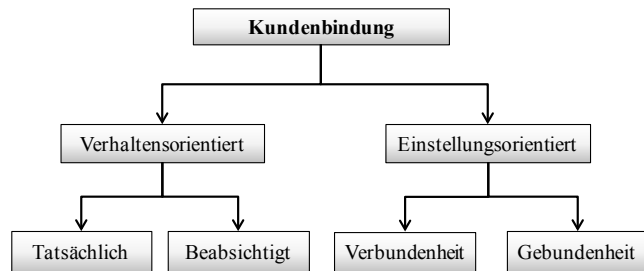 Kundenbindung
Verhaltensorientiert
Einstellungsorientiert
Tatsächlich
Beabsichtigt
Verbundenheit
Gebundenheit